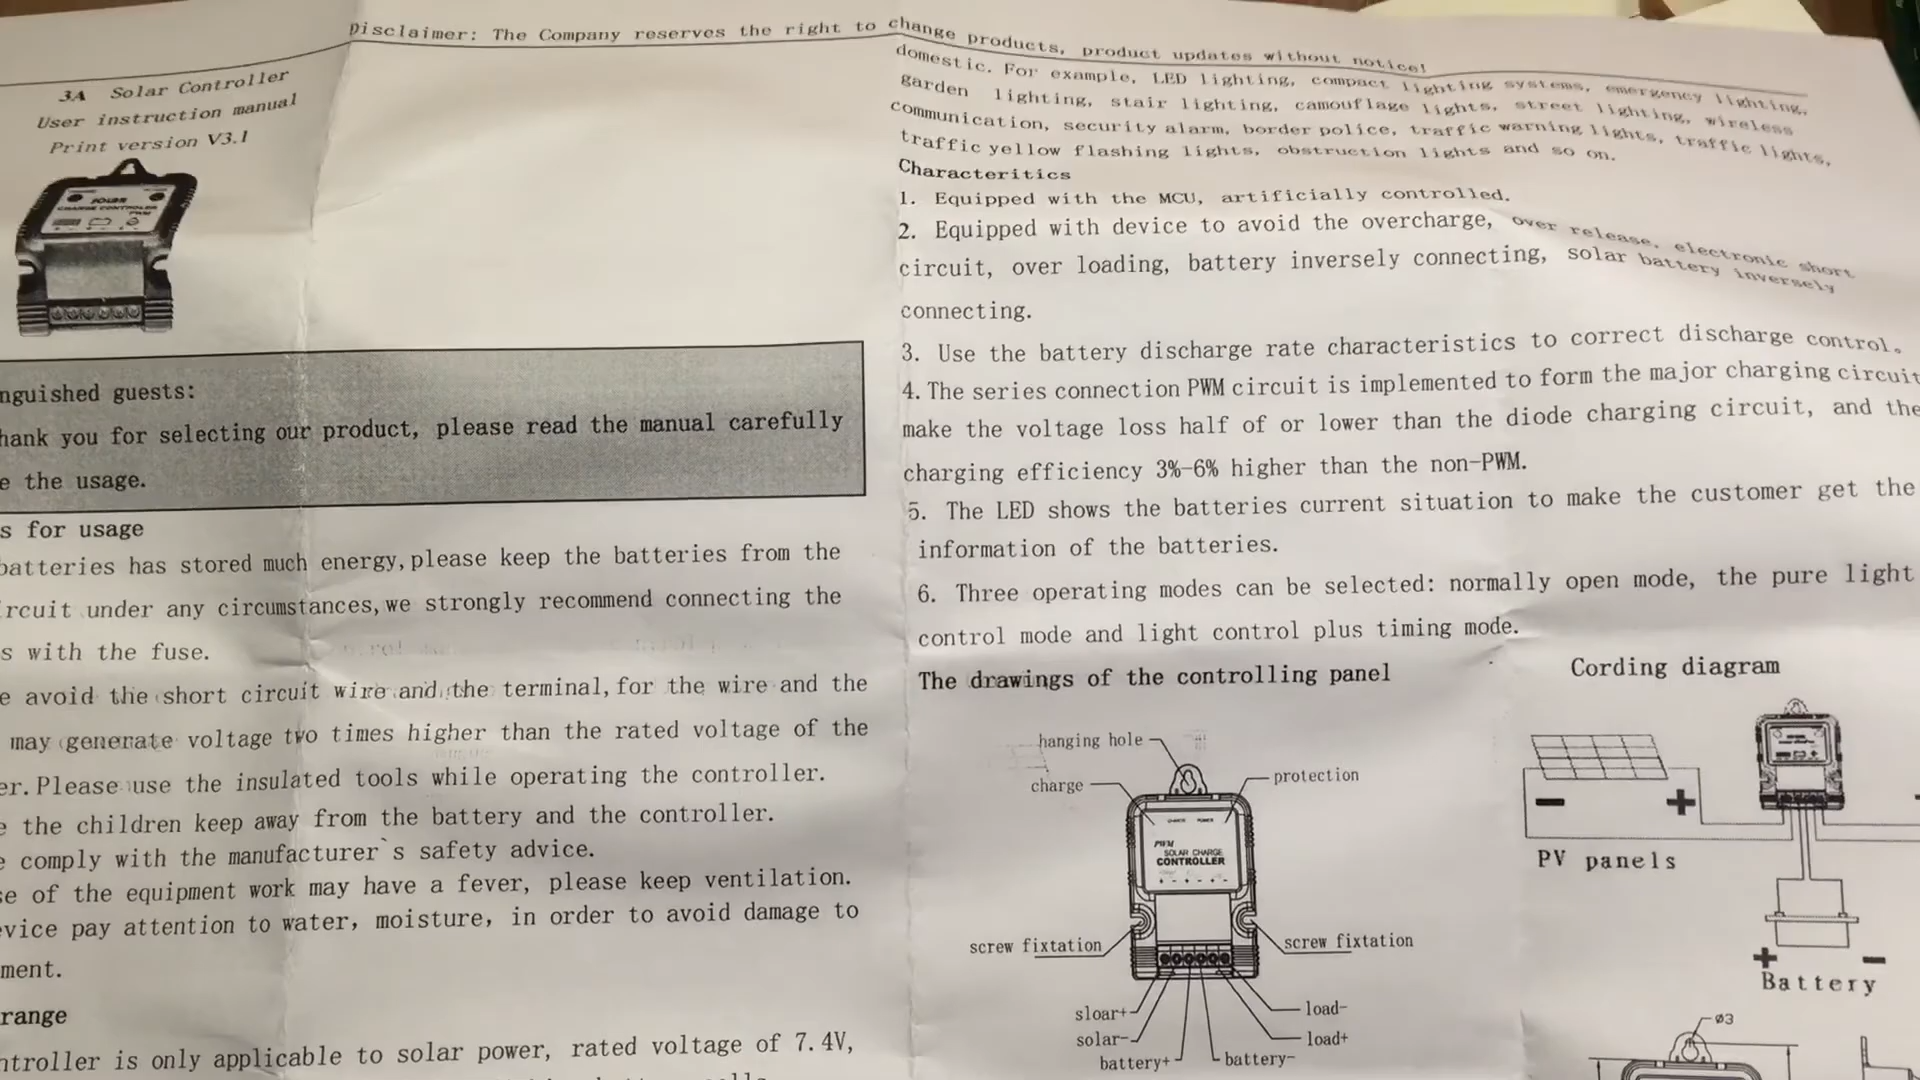 Disclaimer: The Company reserves the right to change products, product updates without notice!
3A Solar Controller
User instruction manual
Print version V3.1
SOLAR
CHARGE CONTROLER
PWM
nguished guests:
hank you for selecting our product, please read the manual carefully
e the usage.
s for usage
batteries has stored much energy,please keep the batteries from the
rcuit under any circumstances,we strongly recommend connecting the
s with the fuse.
e avoid the short circuit wire and the terminal,for the wire and the
may generate voltage two times higher than the rated voltage of the
er.Please use the insulated tools while operating the controller.
e the children keep away from the battery and the controller.
e comply with the manufacturer`s safety advice.
se of the equipment work may have a fever, please keep ventilation.
vice pay attention to water, moisture, in order to avoid damage to
ment.
range
ntroller is only applicable to solar power, rated voltage of 7.4V,
domestic. For example, LED lighting, compact lighting systems, emergency lighting,
garden lighting, stair lighting, camouflage lights, street lighting, wireless
communication, security alarm, border police, traffic warning lights, traffic lights,
traffic yellow flashing lights, obstruction lights and so on.
Characteritics
1. Equipped with the MCU, artificially controlled.
2. Equipped with device to avoid the overcharge, over release, electronic short
circuit, over loading, battery inversely connecting, solar battery inversely
connecting.
3. Use the battery discharge rate characteristics to correct discharge control。
4.The series connection PWM circuit is implemented to form the major charging circuit
make the voltage loss half of or lower than the diode charging circuit, and the
charging efficiency 3%-6% higher than the non-PWM.
5. The LED shows the batteries current situation to make the customer get the
information of the batteries.
6. Three operating modes can be selected: normally open mode, the pure light
control mode and light control plus timing mode.
The drawings of the controlling panel
hanging hole
charge
protection
PWM
SOLAR CHARGE
CONTROLLER
screw fixtation
screw fixtation
sloar+
solar-
battery+
battery-
load+
load-
Cording diagram
- +
PV panels
+ -
Battery
ø3